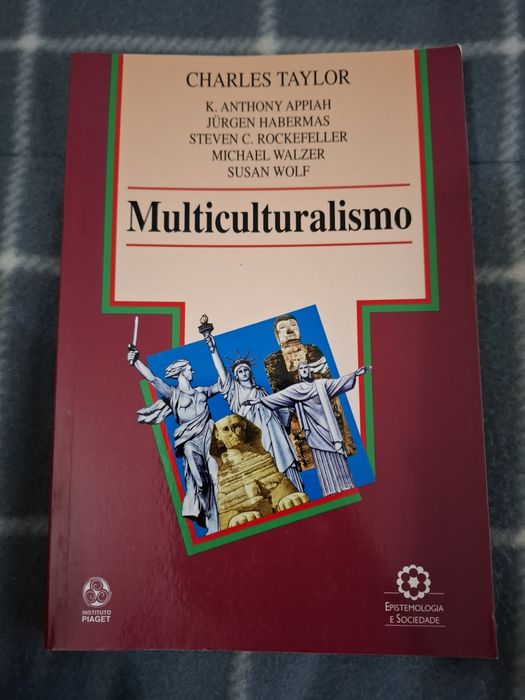 CHARLES TAYLOR
K. ANTHONY APPIAH
JÜRGEN HABERMAS
STEVEN C. ROCKEFELLER
MICHAEL WALZER
SUSAN WOLF
Multiculturalismo
INSTITUTO
PIAGET
EPISTEMOLOGIA
E SOCIEDADE